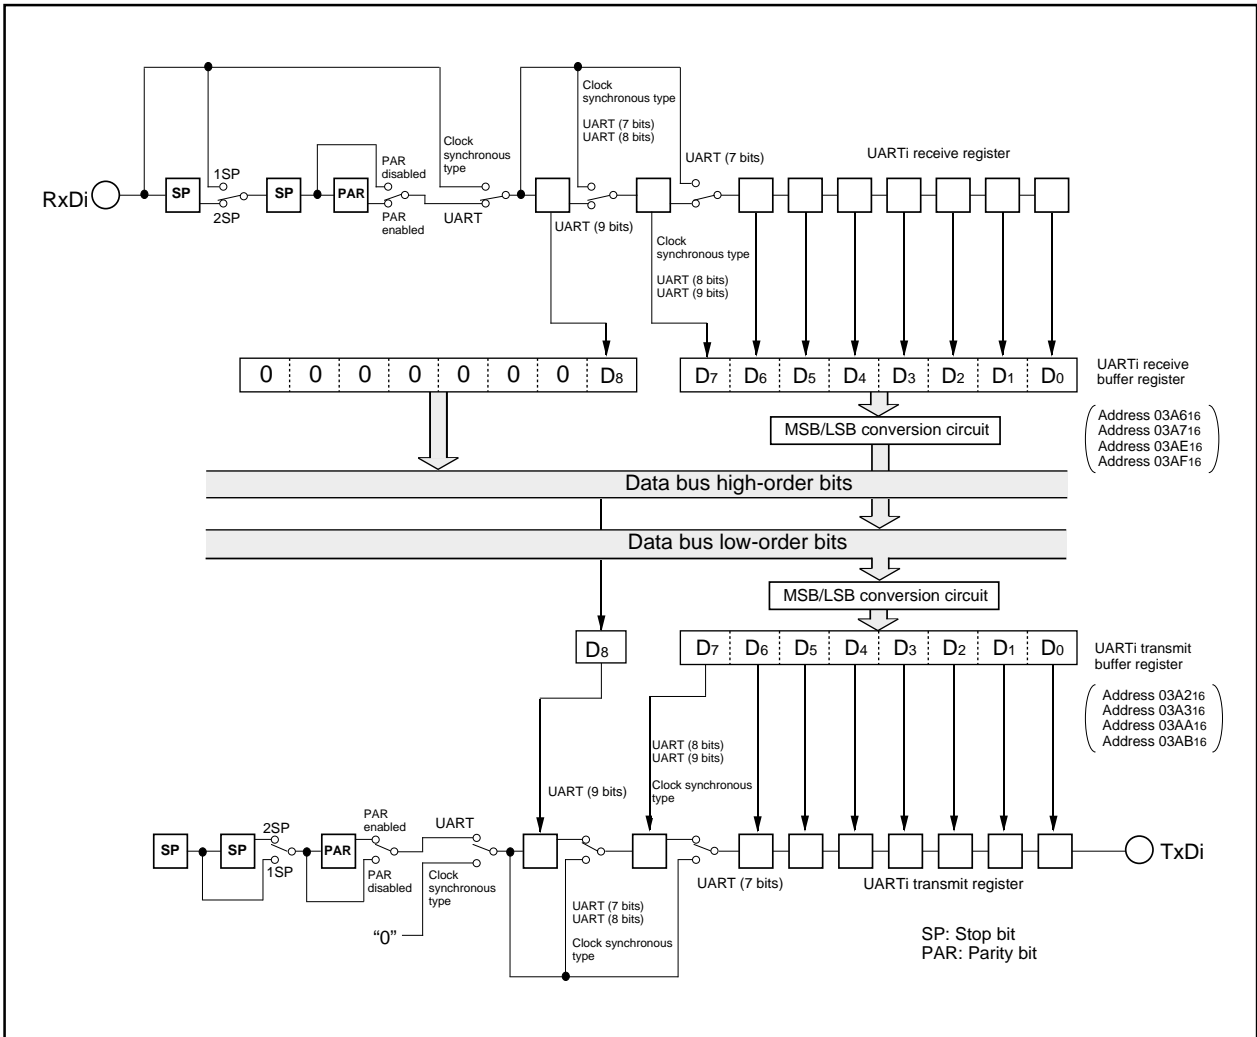 Clock
synchronous type
UART (7 bits)
UART (8 bits)
Clock
synchronous
type
UART (7 bits)
UARTi receive register
1SP
PAR
disabled
RxDi
SP
SP
PAR
2SP
PAR
enabled
UART
UART (9 bits)
Clock
synchronous type
UART (8 bits)
UART (9 bits)
0 0 0 0 0 0 0 D8
D7 D6 D5 D4 D3 D2 D1 D0
UARTi receive
buffer register
MSB/LSB conversion circuit
Address 03A616
Address 03A716
Address 03AE16
Address 03AF16
Data bus high-order bits
Data bus low-order bits
MSB/LSB conversion circuit
D8
D7 D6 D5 D4 D3 D2 D1 D0
UARTi transmit
buffer register
Address 03A216
Address 03A316
Address 03AA16
Address 03AB16
UART (8 bits)
UART (9 bits)
Clock synchronous
type
UART (9 bits)
2SP
PAR
enabled
UART
SP
SP
PAR
1SP
PAR
disabled
Clock
synchronous
type
“0”
UART (7 bits)
UART (8 bits)
Clock synchronous
type
UART (7 bits)
UARTi transmit register
TxDi
SP: Stop bit
PAR: Parity bit